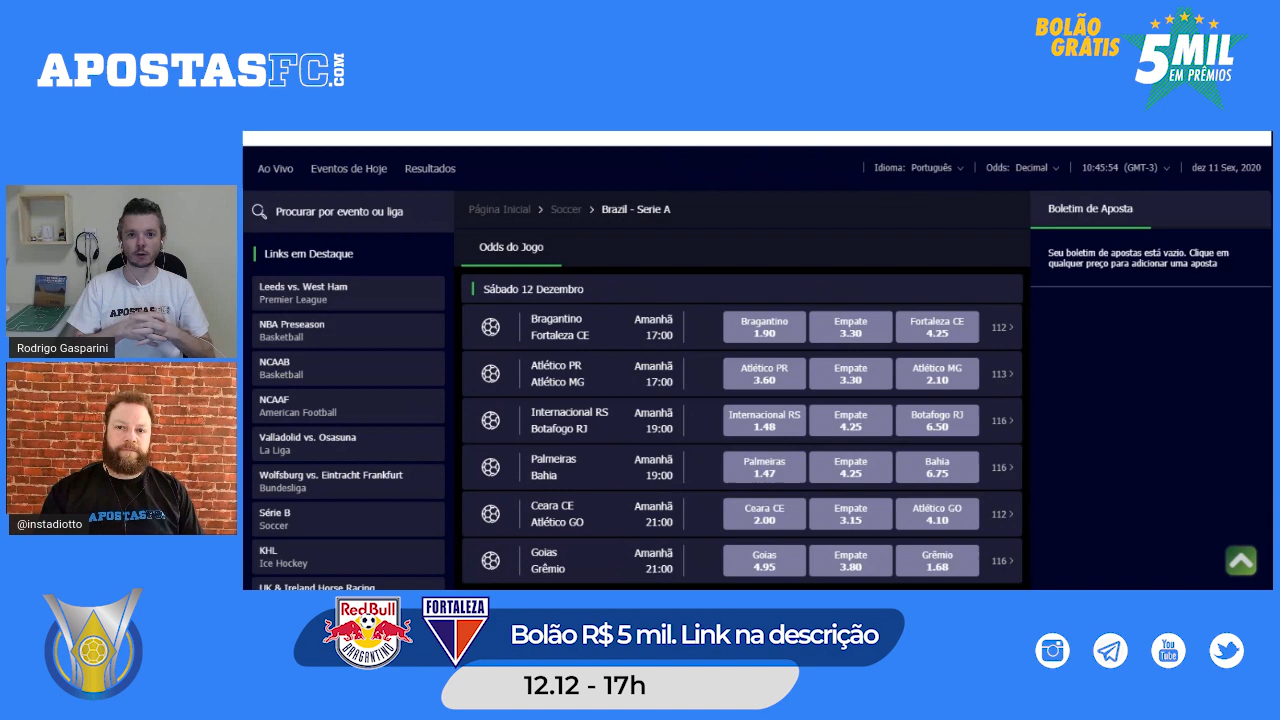 APOSTASFC.COM
BOLÃO
GRÁTIS
5MIL
EM PRÊMIOS
Ao Vivo Eventos de Hoje Resultados
Idioma: Português Odds: Decimal 10:45:54 (GMT-3) dez 11 Sex, 2020
Procurar por evento ou liga
Página Inicial > Soccer > Brazil - Serie A
Boletim de Aposta
Odds do Jogo
Seu boletim de apostas está vazio. Clique em
qualquer preço para adicionar uma aposta
Links em Destaque
Leeds vs. West Ham
Premier League
NBA Preseason
Basketball
NCAAB
Basketball
NCAAF
American Football
Valladolid vs. Osasuna
La Liga
Wolfsburg vs. Eintracht Frankfurt
Bundesliga
Série B
Soccer
KHL
Ice Hockey
UK & Ireland Horse Racing
Sábado 12 Dezembro
Bragantino Amanhã Bragantino Empate Fortaleza CE
Fortaleza CE 17:00 1.90 3.30 4.25 112 >
Atlético PR Amanhã Atlético PR Empate Atlético MG
Atlético MG 17:00 3.60 3.30 2.10 113 >
Internacional RS Amanhã Internacional RS Empate Botafogo RJ
Botafogo RJ 19:00 1.48 4.25 6.50 116 >
Palmeiras Amanhã Palmeiras Empate Bahia
Bahia 19:00 1.47 4.25 6.75 116 >
Ceara CE Amanhã Ceara CE Empate Atlético GO
Atlético GO 21:00 2.00 3.15 4.10 112 >
Goias Amanhã Goias Empate Grêmio
Grêmio 21:00 4.95 3.80 1.68 116 >
APOSTASFC
Rodrigo Gasparini
APOSTASFC
@instadiotto
Red Bull
BRAGANTINO
FORTALEZA
Bolão R$ 5 mil. Link na descrição
12.12 - 17h
You
Tube